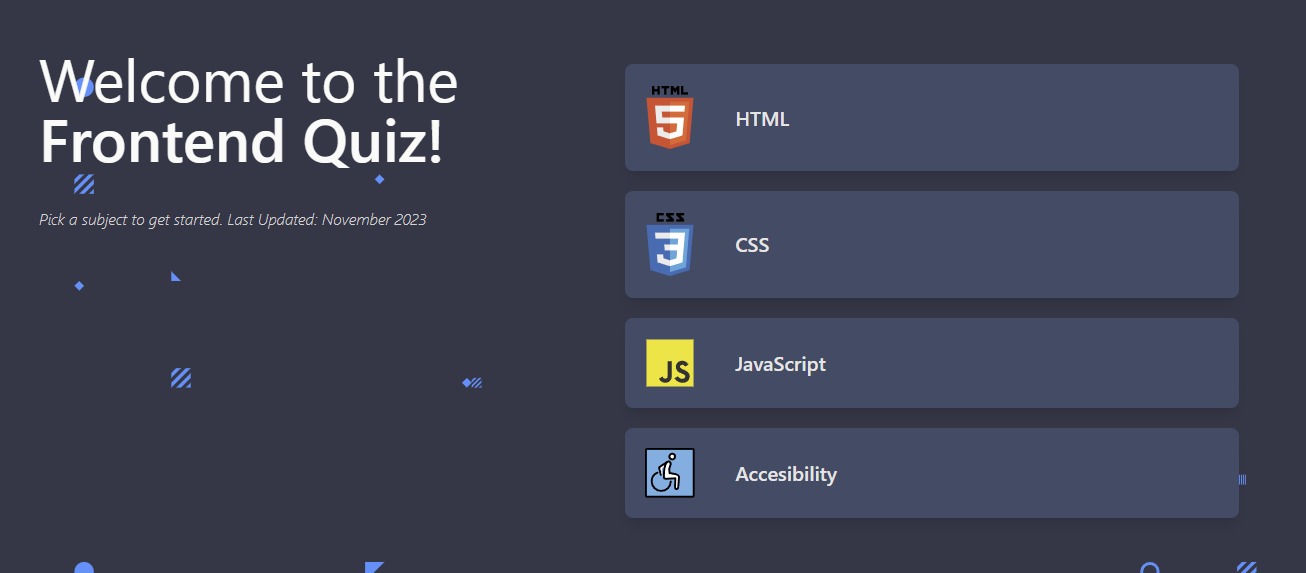 Welcome to the
Frontend Quiz!
Pick a subject to get started. Last Updated: November 2023
HTML
5
HTML
CSS
3
CSS
JS
JavaScript
Accesibility